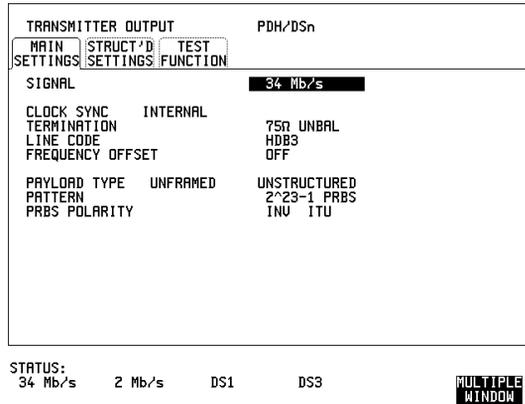 TRANSMITTER OUTPUT PDH/DSn
MAIN SETTINGS
STRUCT'D SETTINGS
TEST FUNCTION
SIGNAL 34 Mb/s
CLOCK SYNC INTERNAL
TERMINATION 75Ω UNBAL
LINE CODE HDB3
FREQUENCY OFFSET OFF
PAYLOAD TYPE UNFRAMED UNSTRUCTURED
PATTERN 2^23-1 PRBS
PRBS POLARITY INV ITU
STATUS:
34 Mb/s 2 Mb/s DS1 DS3
MULTIPLE WINDOW